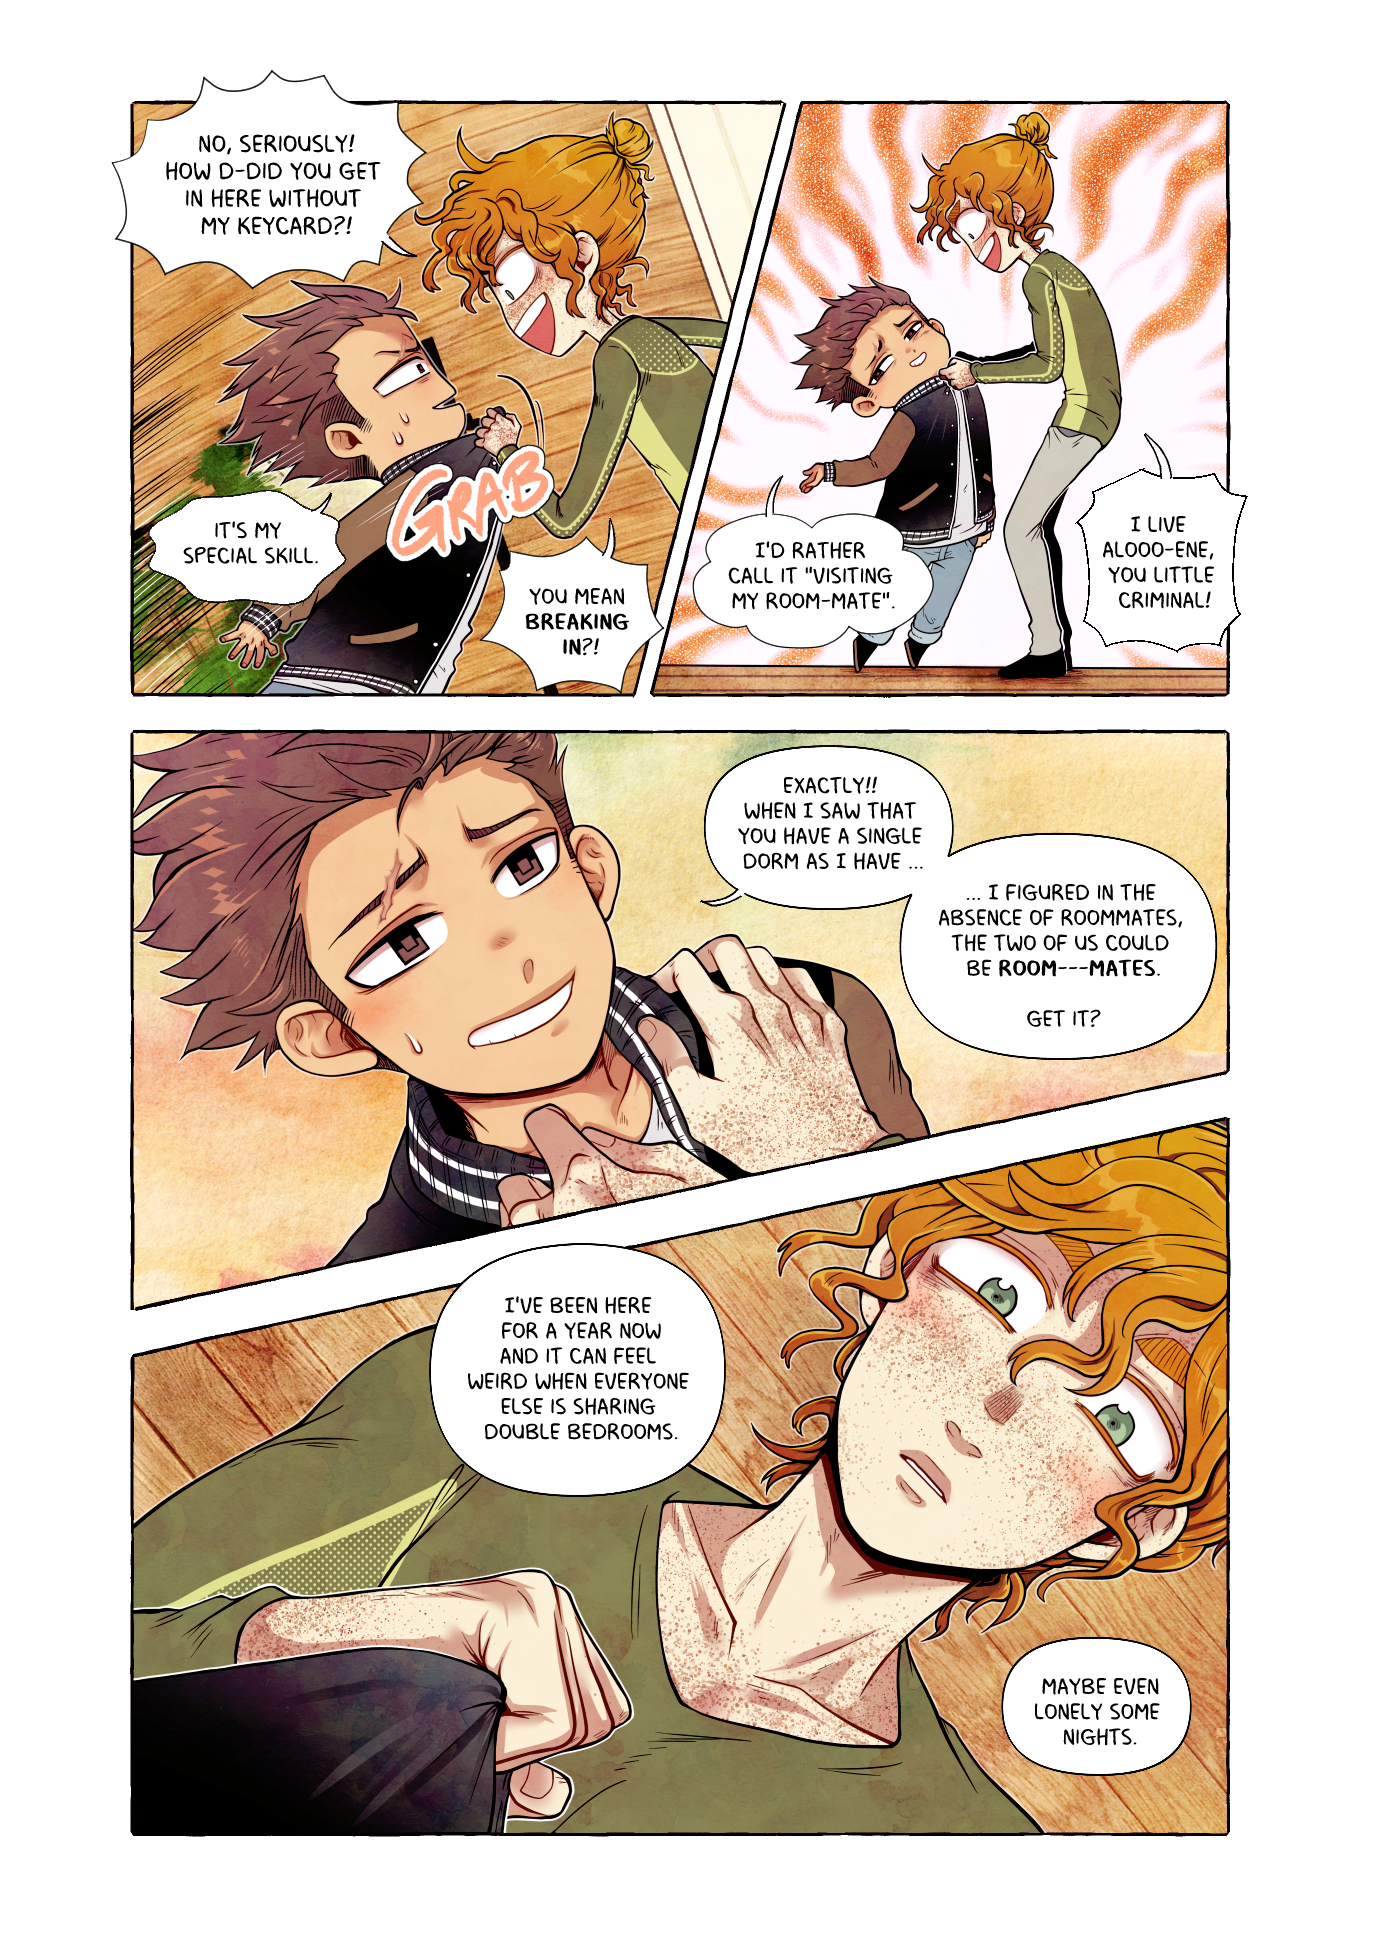 NO, SERIOUSLY!
HOW D-DID YOU GET
IN HERE WITHOUT
MY KEYCARD?!
IT'S MY
SPECIAL SKILL.
GRAB
YOU MEAN
BREAKING
IN?!
I'D RATHER
CALL IT "VISITING
MY ROOM-MATE".
I LIVE
ALOOO-ENE,
YOU LITTLE
CRIMINAL!
EXACTLY!!
WHEN I SAW THAT
YOU HAVE A SINGLE
DORM AS I HAVE ...
... I FIGURED IN THE
ABSENCE OF ROOMMATES,
THE TWO OF US COULD
BE ROOM---MATES.
GET IT?
I'VE BEEN HERE
FOR A YEAR NOW
AND IT CAN FEEL
WEIRD WHEN EVERYONE
ELSE IS SHARING
DOUBLE BEDROOMS.
MAYBE EVEN
LONELY SOME
NIGHTS.